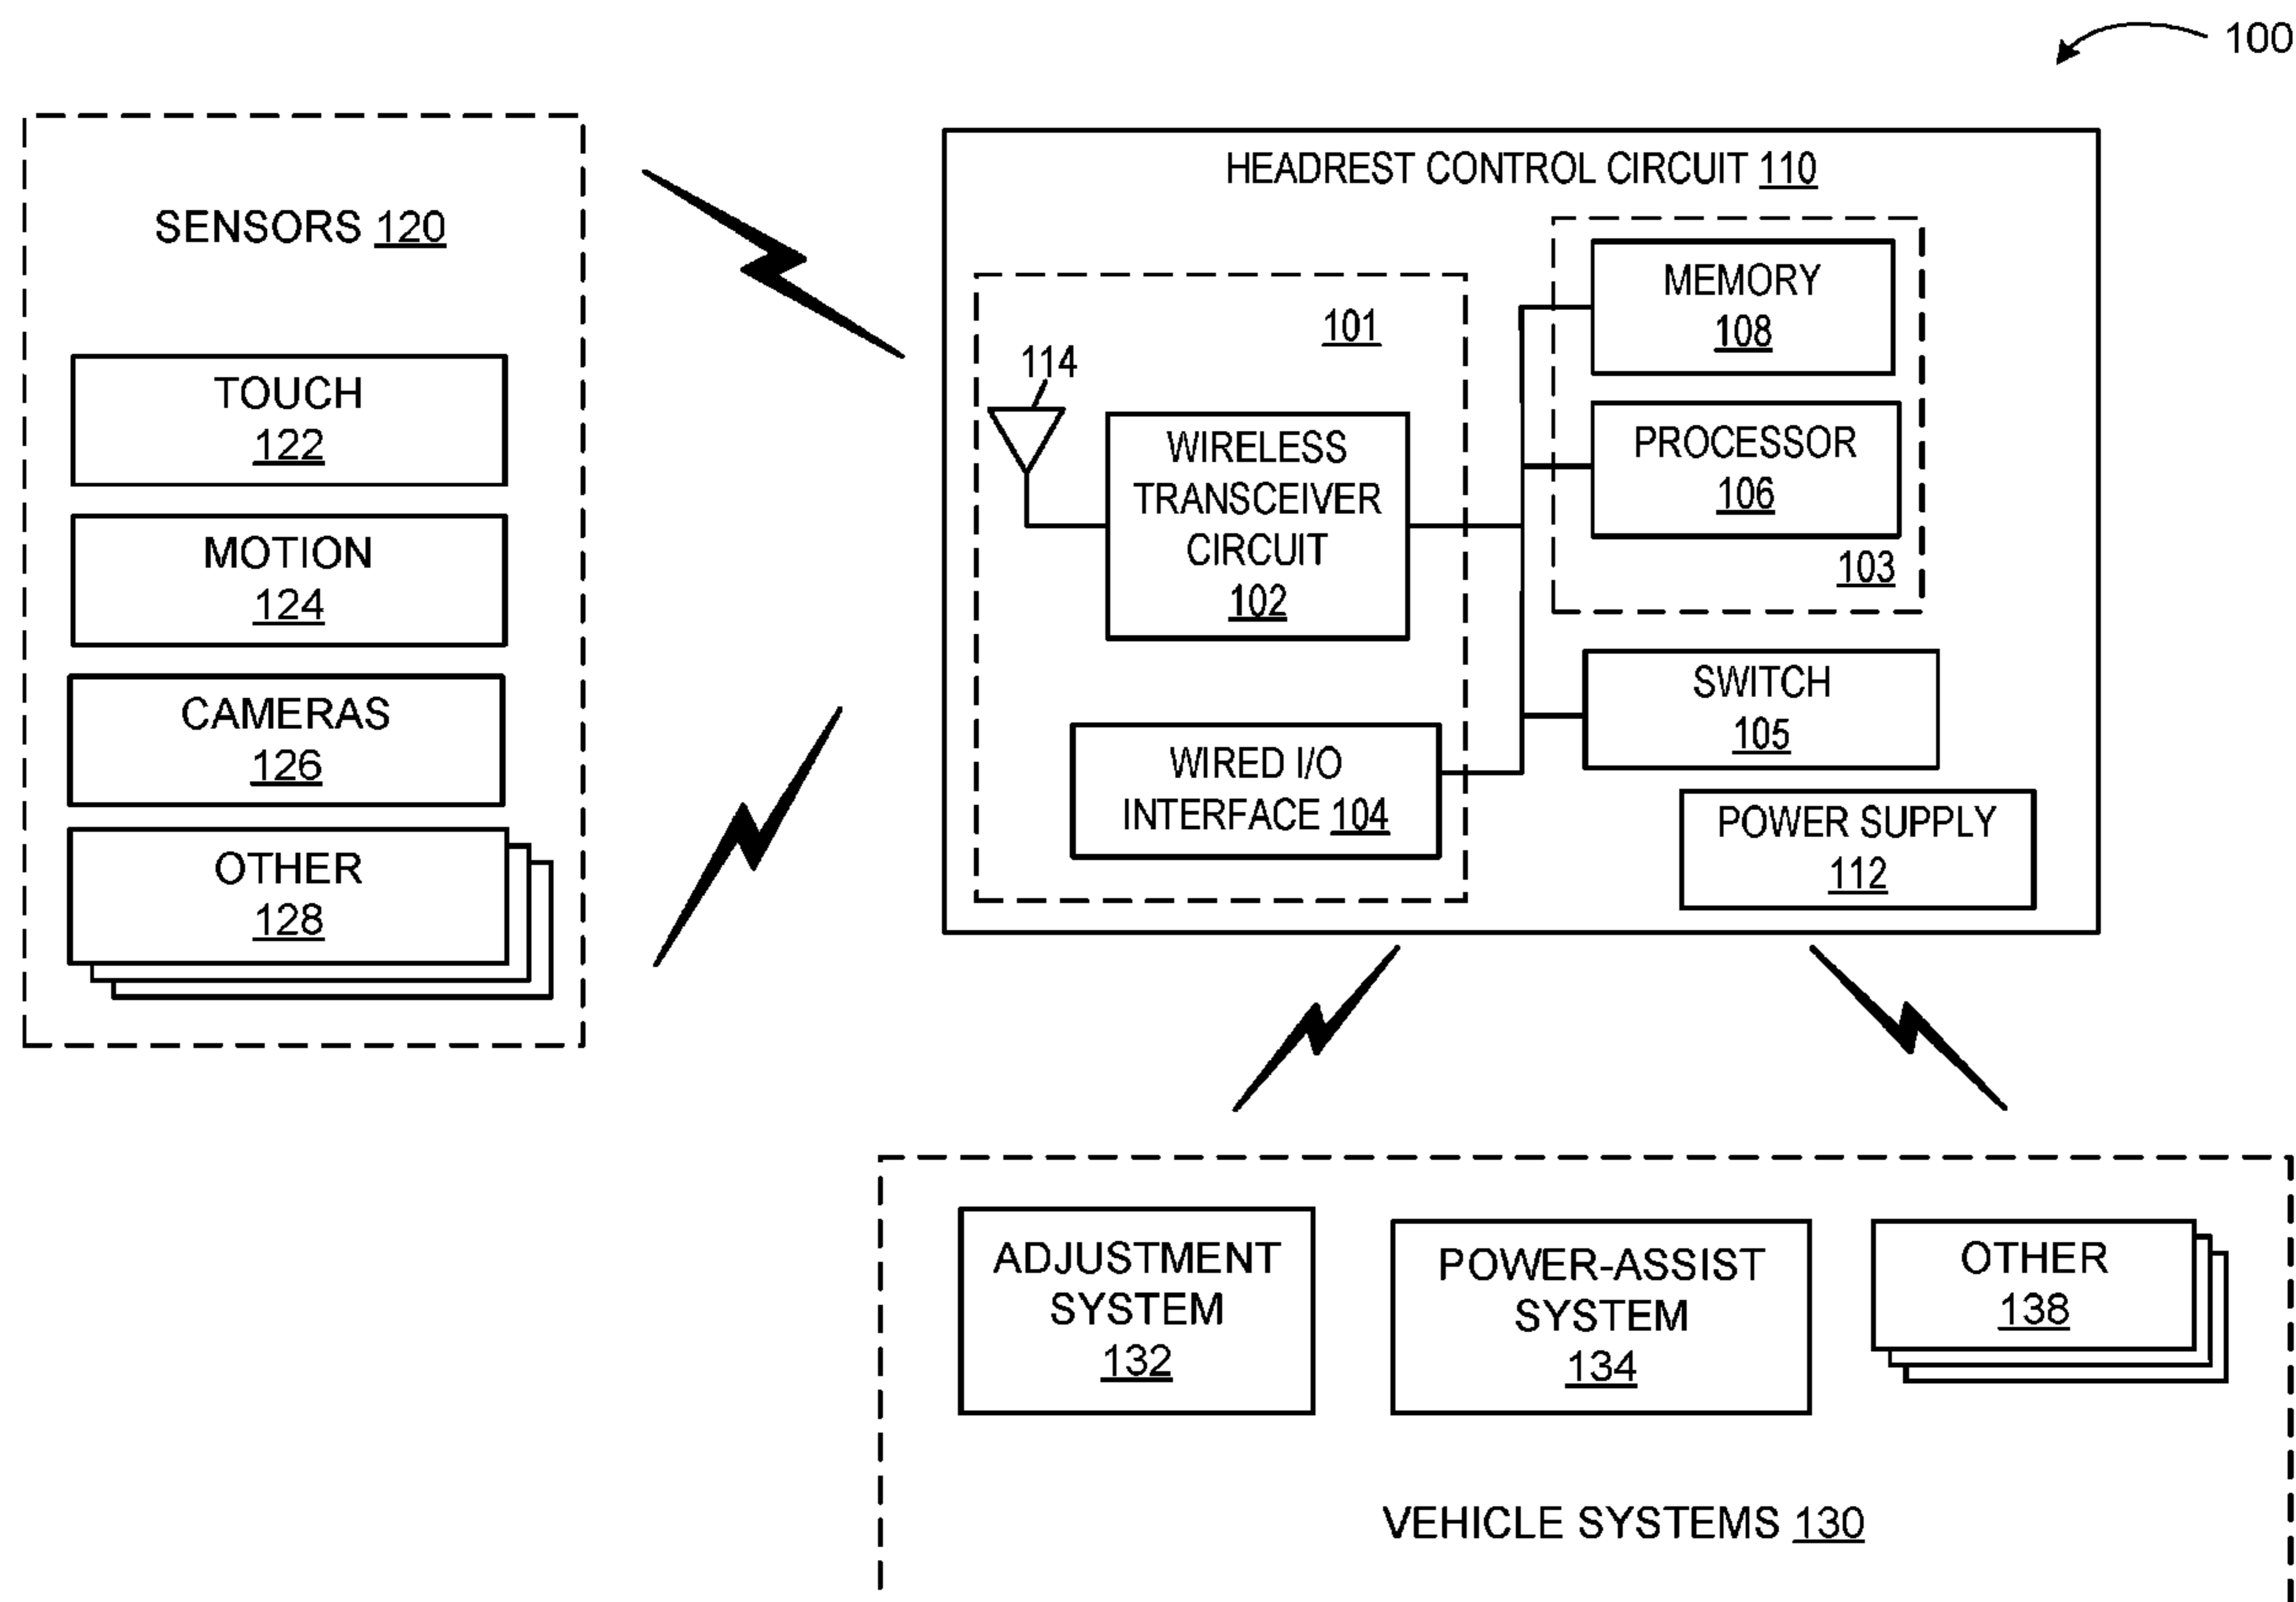 100
SENSORS 120
TOUCH
122
MOTION
124
CAMERAS
126
OTHER
128
HEADREST CONTROL CIRCUIT 110
101
114
WIRELESS
TRANSCEIVER
CIRCUIT
102
WIRED I/O
INTERFACE 104
MEMORY
108
PROCESSOR
106
103
SWITCH
105
POWER SUPPLY
112
ADJUSTMENT
SYSTEM
132
POWER-ASSIST
SYSTEM
134
OTHER
138
VEHICLE SYSTEMS 130